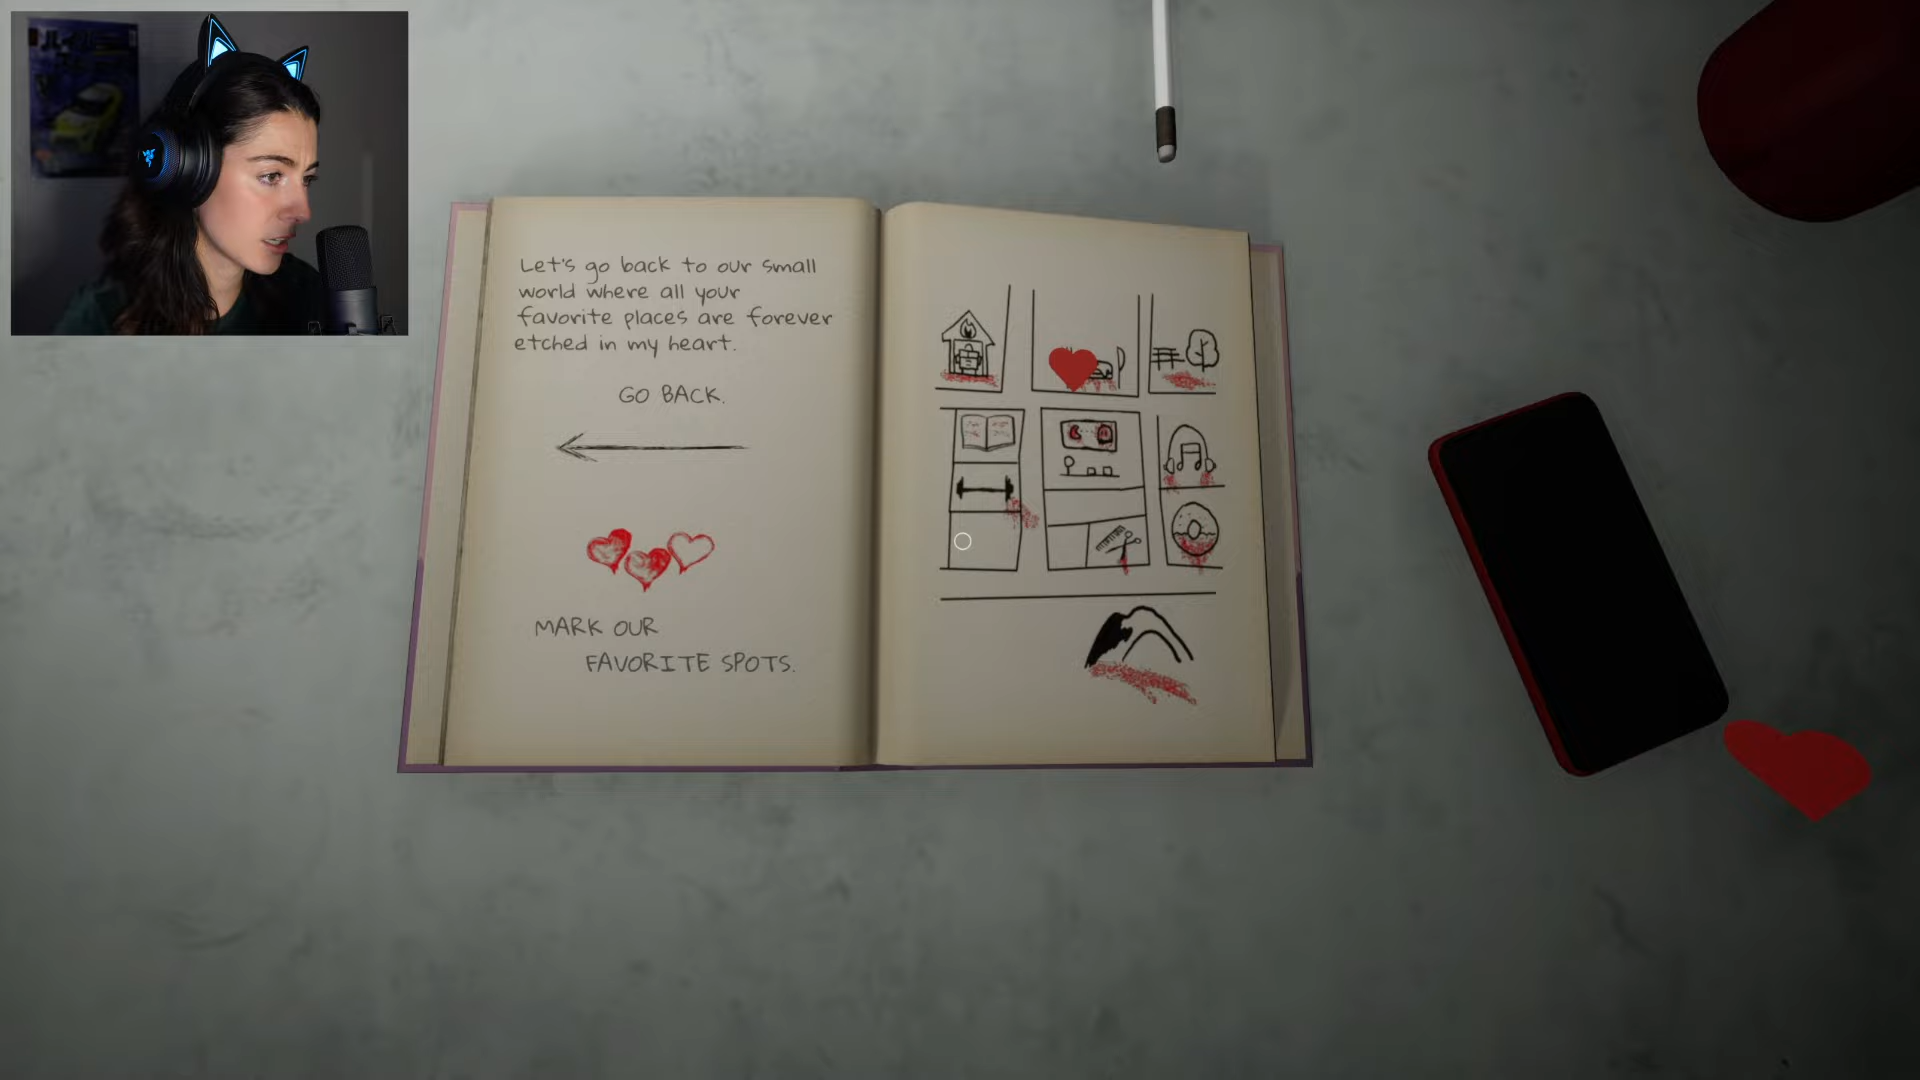 Let's go back to our small
world where all your
favorite places are forever
etched in my heart.
GO BACK.
MARK OUR
FAVORITE SPOTS.